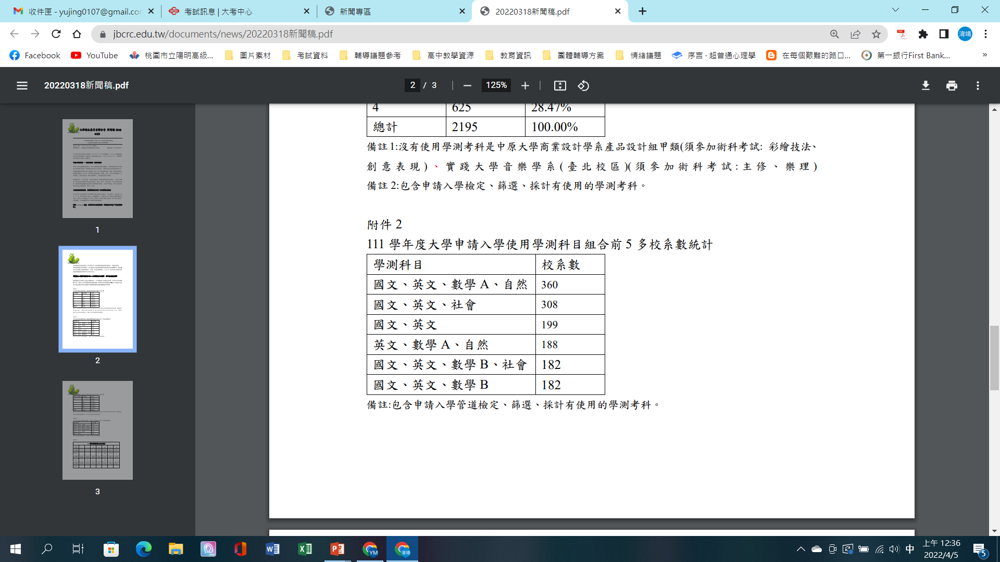 收件匣 - yujing0107@gmail.co
考試訊息 | 大考中心
新聞專區
20220318新聞稿.pdf
jbcrc.edu.tw/documents/news/20220318新聞稿.pdf
淯靖
Facebook
YouTube
桃園市立陽明高級...
圖片素材
考試資料
輔導議題參考
高中教學資源
教育資訊
團體輔導方案
情緒議題
序言 · 超普通心理學
在每個艱難的路口...
第一銀行First Bank...
»
20220318新聞稿.pdf
2 / 3
125%
4 625 28.47%
總計 2195 100.00%
備註 1:沒有使用學測考科是中原大學商業設計學系產品設計組甲類(須參加術科考試: 彩繪技法、
創意表現)、實踐大學音樂學系(臺北校區)(須參加術科考試:主修、樂理)
備註 2:包含申請入學檢定、篩選、採計有使用的學測考科。
附件 2
111 學年度大學申請入學使用學測科目組合前 5 多校系數統計
學測科目 校系數
國文、英文、數學 A、自然 360
國文、英文、社會 308
國文、英文 199
英文、數學 A、自然 188
國文、英文、數學 B、社會 182
國文、英文、數學 B 182
備註:包含申請入學管道檢定、篩選、採計有使用的學測考科。
1
2
3
YM
淯靖
中
上午 12:36
2022/4/5
5